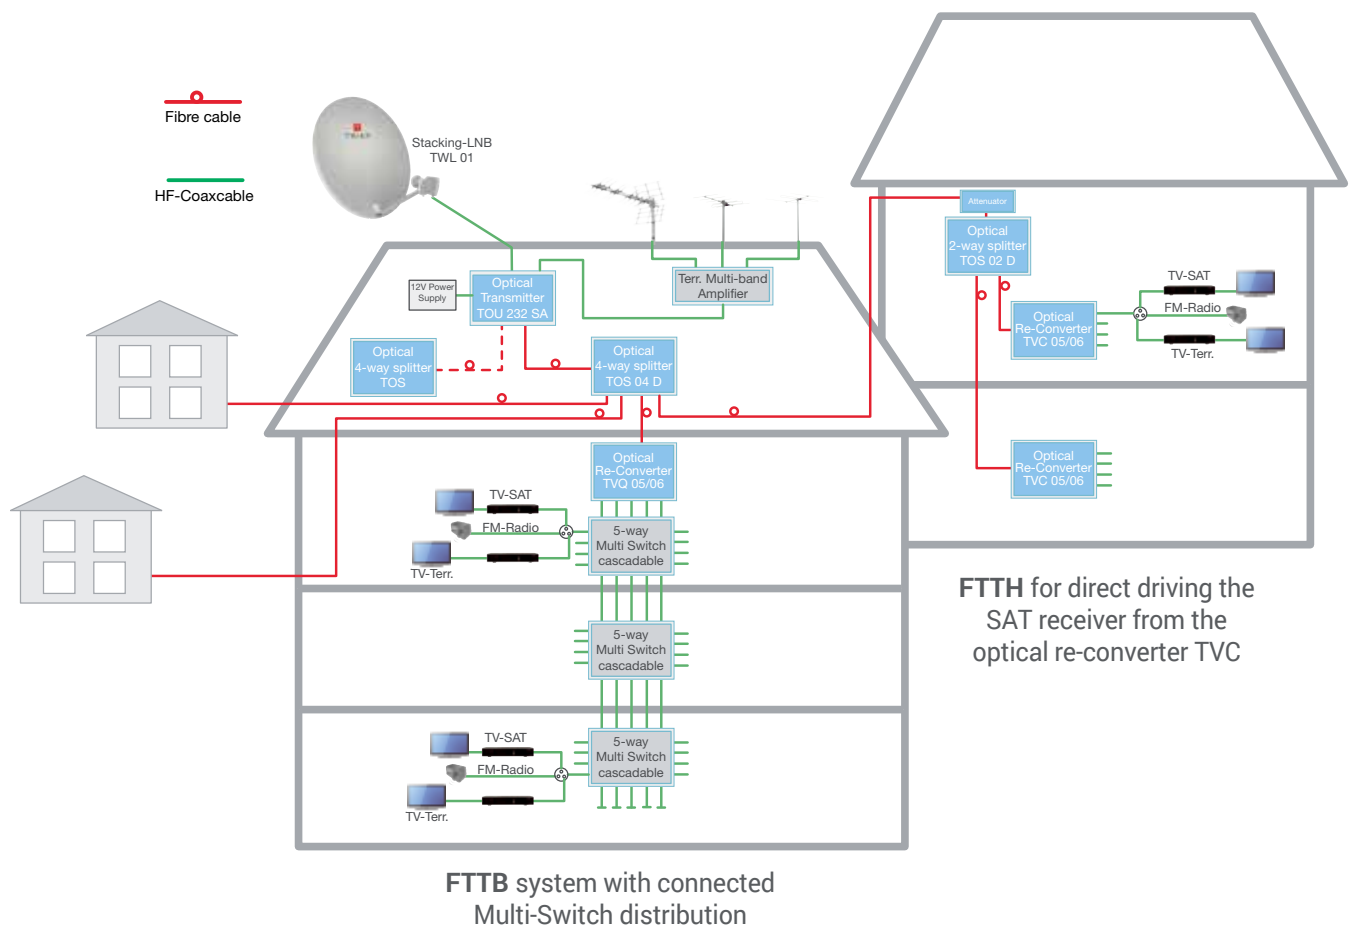 Fibre cable
HF-Coaxcable
Stacking-LNB
TWL 01
12V Power
Supply
Optical
Transmitter
TOU 232 SA
Terr. Multi-band
Amplifier
Optical
4-way splitter
TOS
Optical
4-way splitter
TOS 04 D
Attenuator
Optical
2-way splitter
TOS 02 D
Optical
Re-Converter
TVC 05/06
TV-SAT
FM-Radio
TV-Terr.
Optical
Re-Converter
TVC 05/06
Optical
Re-Converter
TVQ 05/06
TV-SAT
FM-Radio
TV-Terr.
5-way
Multi Switch
cascadable
5-way
Multi Switch
cascadable
TV-SAT
FM-Radio
TV-Terr.
5-way
Multi Switch
cascadable
FTTH for direct driving the
SAT receiver from the
optical re-converter TVC
FTTB system with connected
Multi-Switch distribution